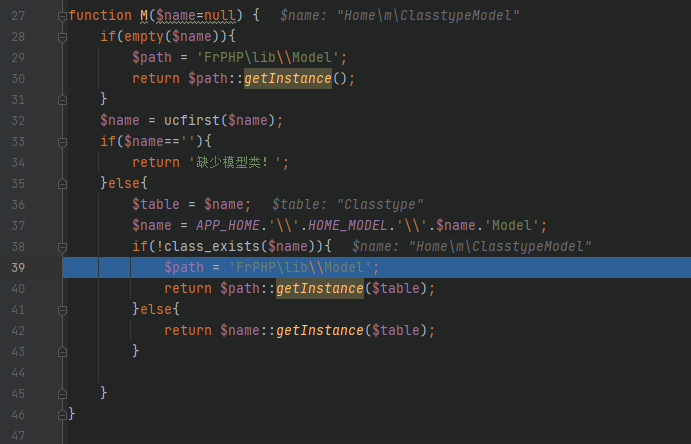 27 function M($name=null) { $name: "Home\m\ClasstypeModel"
28 if(empty($name)){
29 $path = 'FrPHP\lib\\Model';
30 return $path::getInstance();
31 }
32 $name = ucfirst($name);
33 if($name==''){
34 return '缺少模型类！';
35 }else{
36 $table = $name; $table: "Classtype"
37 $name = APP_HOME.'\\'.HOME_MODEL.'\\'.$name.'Model';
38 if(!class_exists($name)){ $name: "Home\m\ClasstypeModel"
39 $path = 'FrPHP\lib\\Model';
40 return $path::getInstance($table);
41 }else{
42 return $name::getInstance($table);
43 }
44
45 }
46 }
47